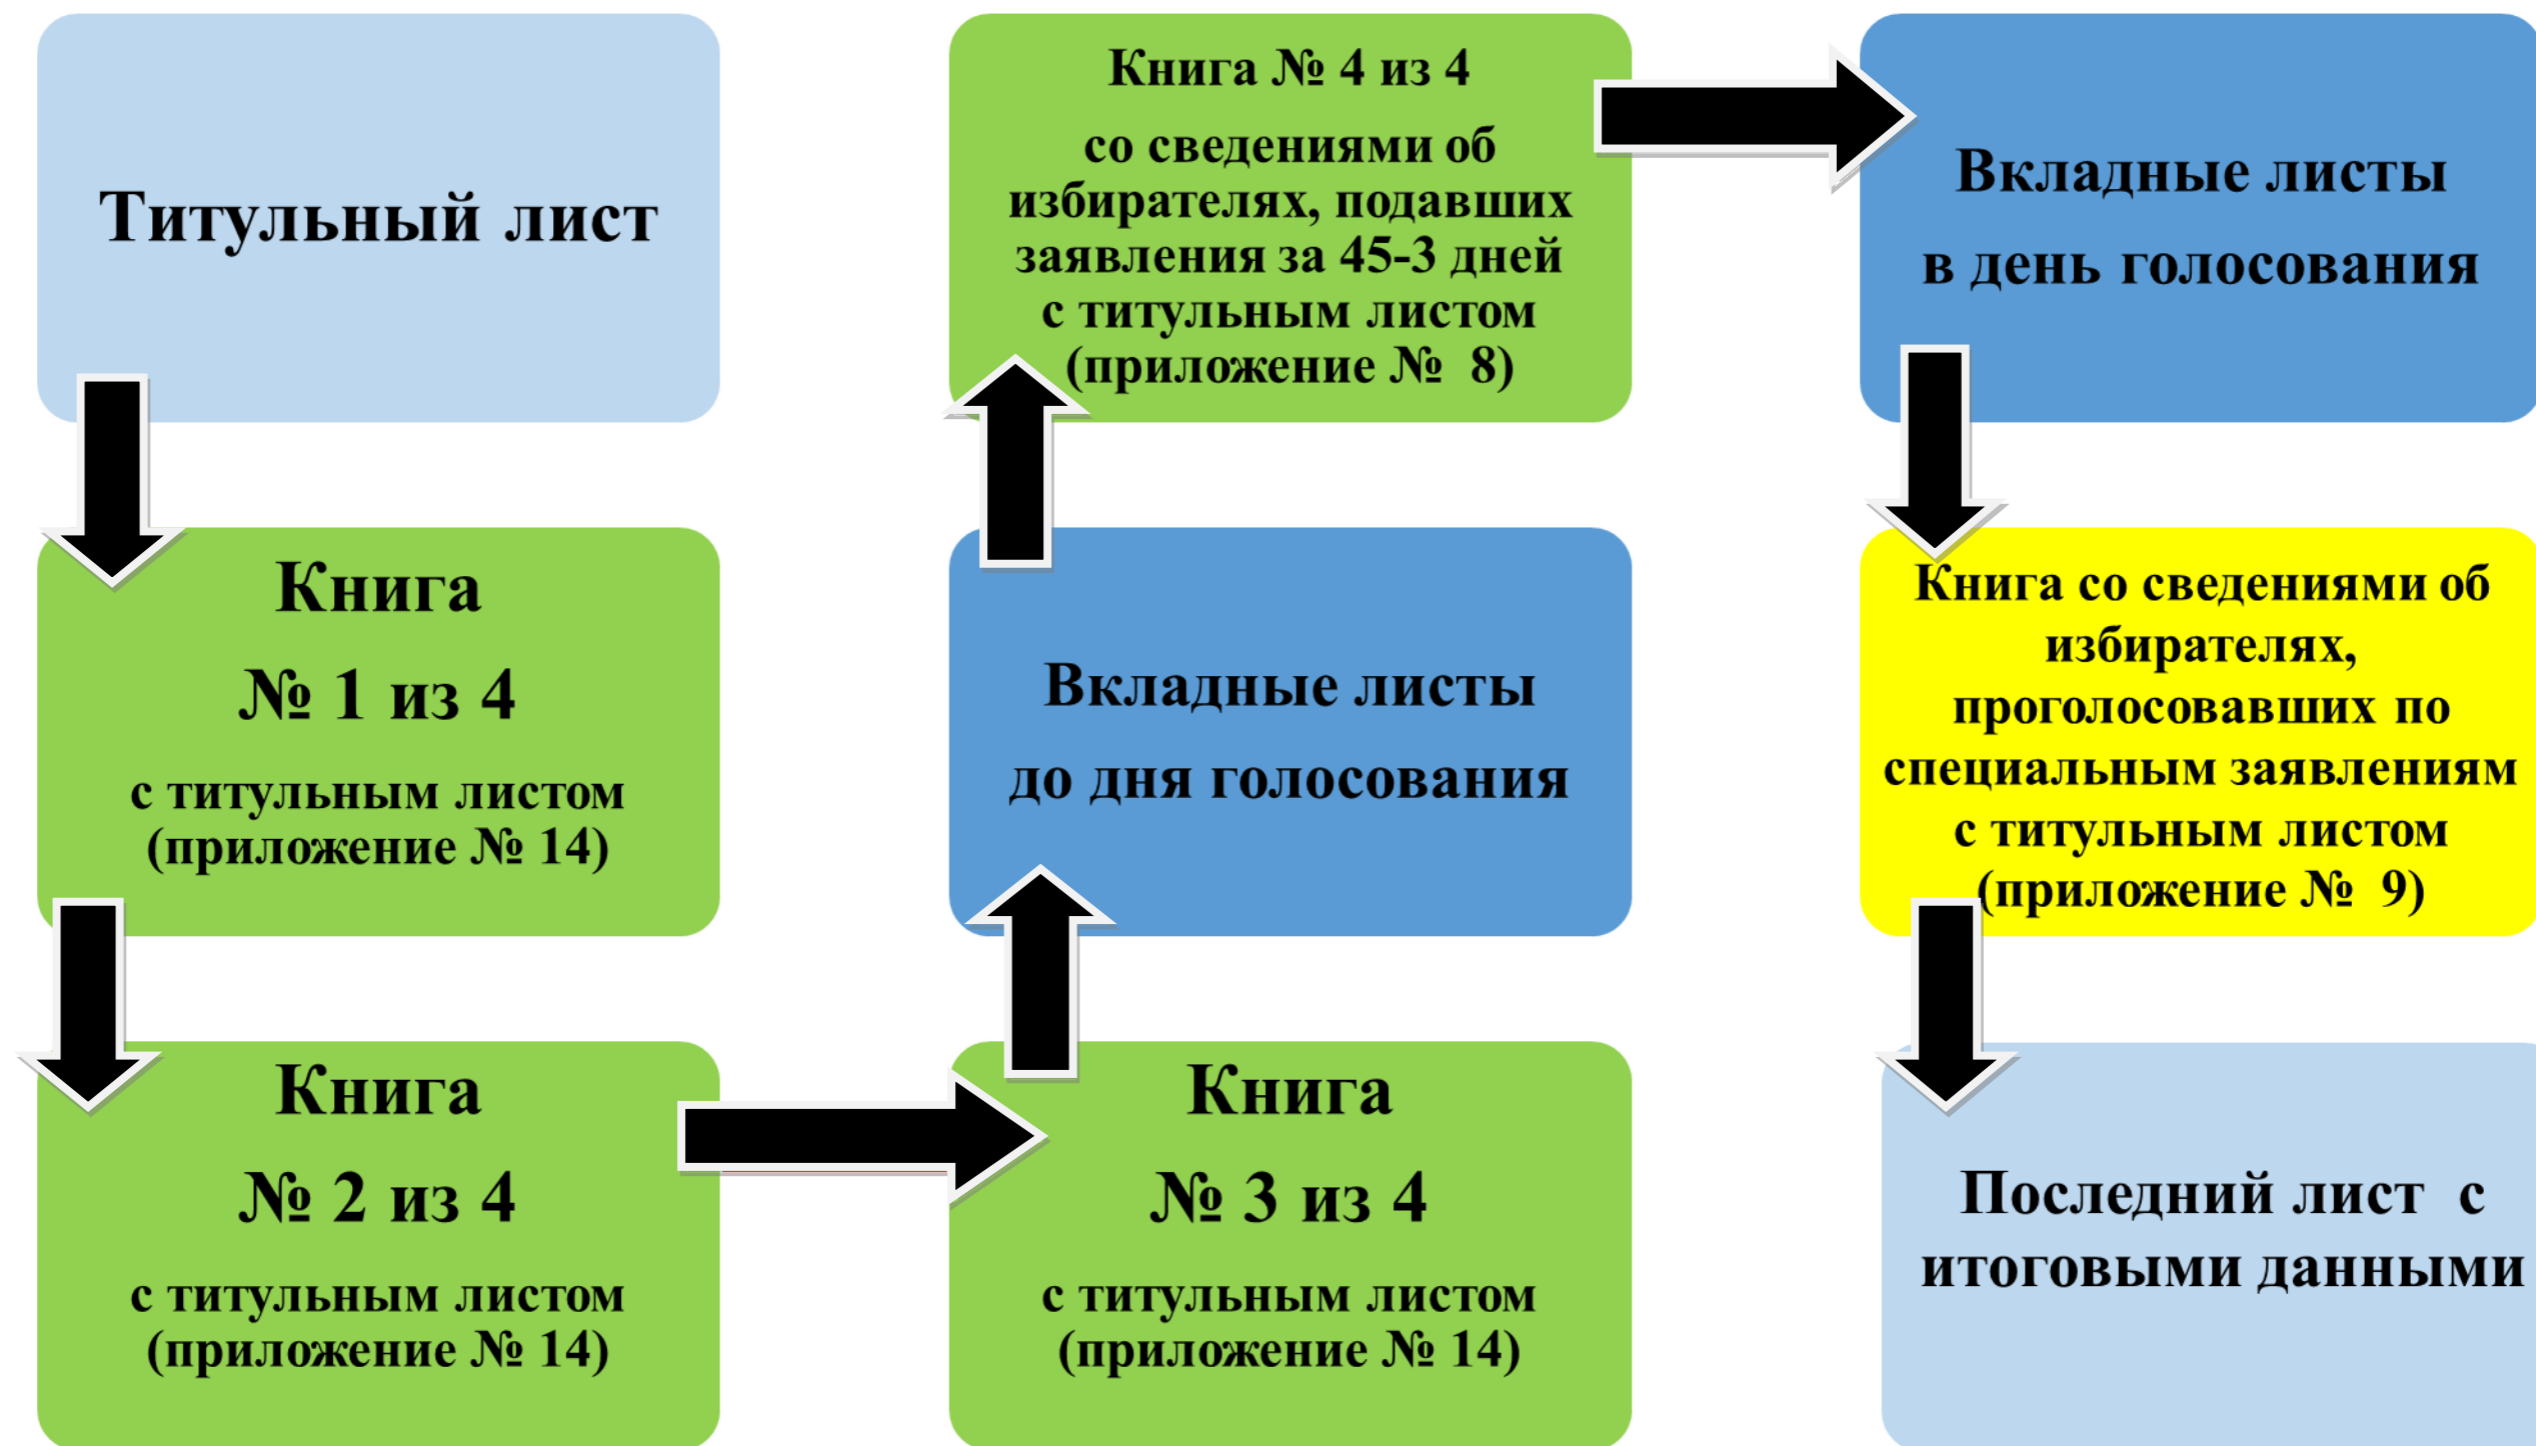 Титульный лист
Книга
№ 1 из 4
с титульным листом
(приложение № 14)
Книга
№ 2 из 4
с титульным листом
(приложение № 14)
Книга
№ 3 из 4
с титульным листом
(приложение № 14)
Вкладные листы
до дня голосования
Книга № 4 из 4
со сведениями об
избирателях, подавших
заявления за 45-3 дней
с титульным листом
(приложение № 8)
Вкладные листы
в день голосования
Книга со сведениями об
избирателях,
проголосовавших по
специальным заявлениям
с титульным листом
(приложение № 9)
Последний лист с
итоговыми данными